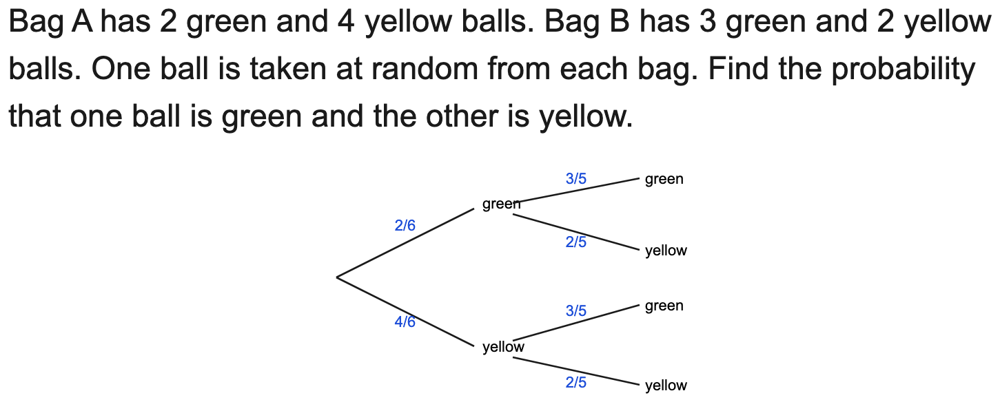 Bag A has 2 green and 4 yellow balls. Bag B has 3 green and 2 yellow
balls. One ball is taken at random from each bag. Find the probability
that one ball is green and the other is yellow.
3/5
green
green
2/6
2/5
yellow
3/5
green
4/6
yellow
2/5
yellow